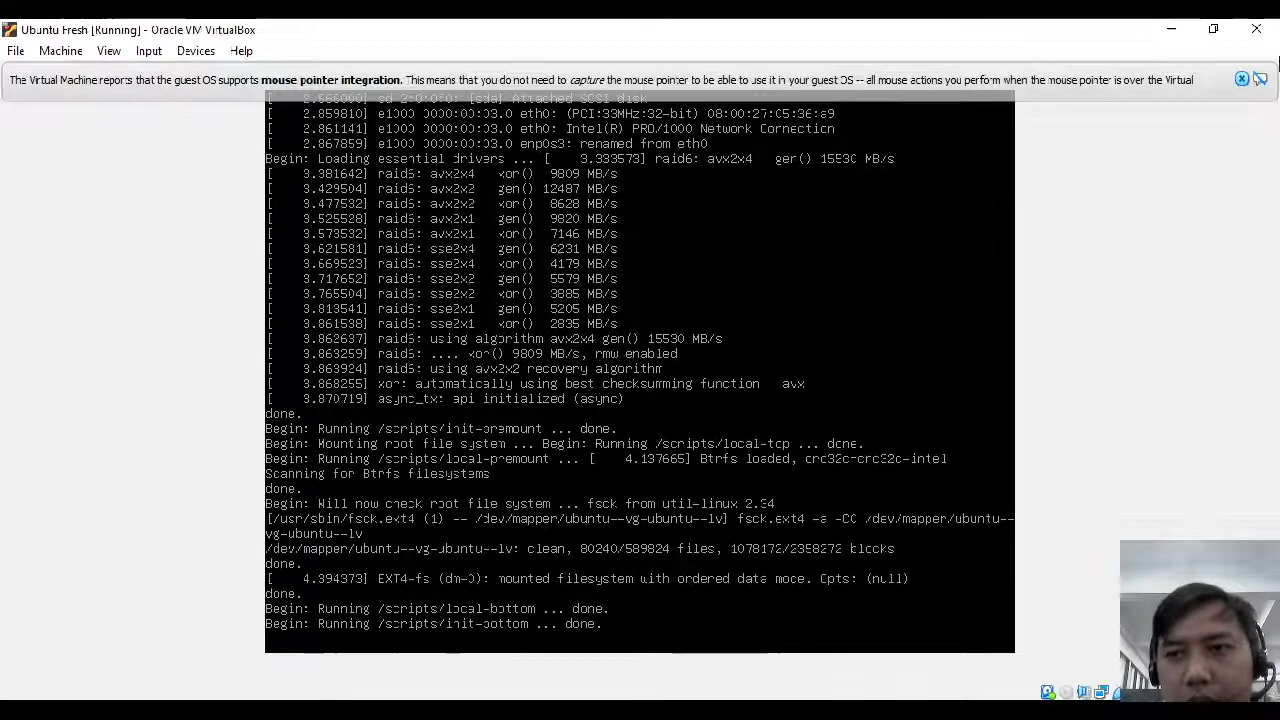 Ubuntu Fresh [Running] - Oracle VM VirtualBox
File Machine View Input Devices Help
The Virtual Machine reports that the guest OS supports mouse pointer integration. This means that you do not need to capture the mouse pointer to be able to use it in your guest OS -- all mouse actions you perform when the mouse pointer is over the Virtual
[ 2.566000] sd 2:0:0:0: [sda] Attached SCSI disk
[ 2.859810] e1000 0000:00:03.0 eth0: (PCI:33MHz:32-bit) 08:00:27:05:36:a9
[ 2.861141] e1000 0000:00:03.0 eth0: Intel(R) PRO/1000 Network Connection
[ 2.867859] e1000 0000:00:03.0 enp0s3: renamed from eth0
Begin: Loading essential drivers ... [ 3.333573] raid6: avx2x4 gen() 15530 MB/s
[ 3.381642] raid6: avx2x4 xor() 9809 MB/s
[ 3.429504] raid6: avx2x2 gen() 12487 MB/s
[ 3.477532] raid6: avx2x2 xor() 8628 MB/s
[ 3.525528] raid6: avx2x1 gen() 9820 MB/s
[ 3.573532] raid6: avx2x1 xor() 7146 MB/s
[ 3.621581] raid6: sse2x4 gen() 6231 MB/s
[ 3.669523] raid6: sse2x4 xor() 4179 MB/s
[ 3.717652] raid6: sse2x2 gen() 5579 MB/s
[ 3.765504] raid6: sse2x2 xor() 3885 MB/s
[ 3.813541] raid6: sse2x1 gen() 5205 MB/s
[ 3.861538] raid6: sse2x1 xor() 2835 MB/s
[ 3.862637] raid6: using algorithm avx2x4 gen() 15530 MB/s
[ 3.863259] raid6: .... xor() 9809 MB/s, rmw enabled
[ 3.863924] raid6: using avx2x2 recovery algorithm
[ 3.868255] xor: automatically using best checksumming function avx
[ 3.870719] async_tx: api initialized (async)
done.
Begin: Running /scripts/init-premount ... done.
Begin: Mounting root file system ... Begin: Running /scripts/local-top ... done.
Begin: Running /scripts/local-premount ... [ 4.137665] Btrfs loaded, crc32c=crc32c-intel
Scanning for Btrfs filesystems
done.
Begin: Will now check root file system ... fsck from util-linux 2.34
[/usr/sbin/fsck.ext4 (1) -- /dev/mapper/ubuntu--vg-ubuntu--lv] fsck.ext4 -a -C0 /dev/mapper/ubuntu--
vg-ubuntu--lv
/dev/mapper/ubuntu--vg-ubuntu--lv: clean, 80240/589824 files, 1078172/2358272 blocks
done.
[ 4.394373] EXT4-fs (dm-0): mounted filesystem with ordered data mode. Opts: (null)
done.
Begin: Running /scripts/local-bottom ... done.
Begin: Running /scripts/init-bottom ... done.